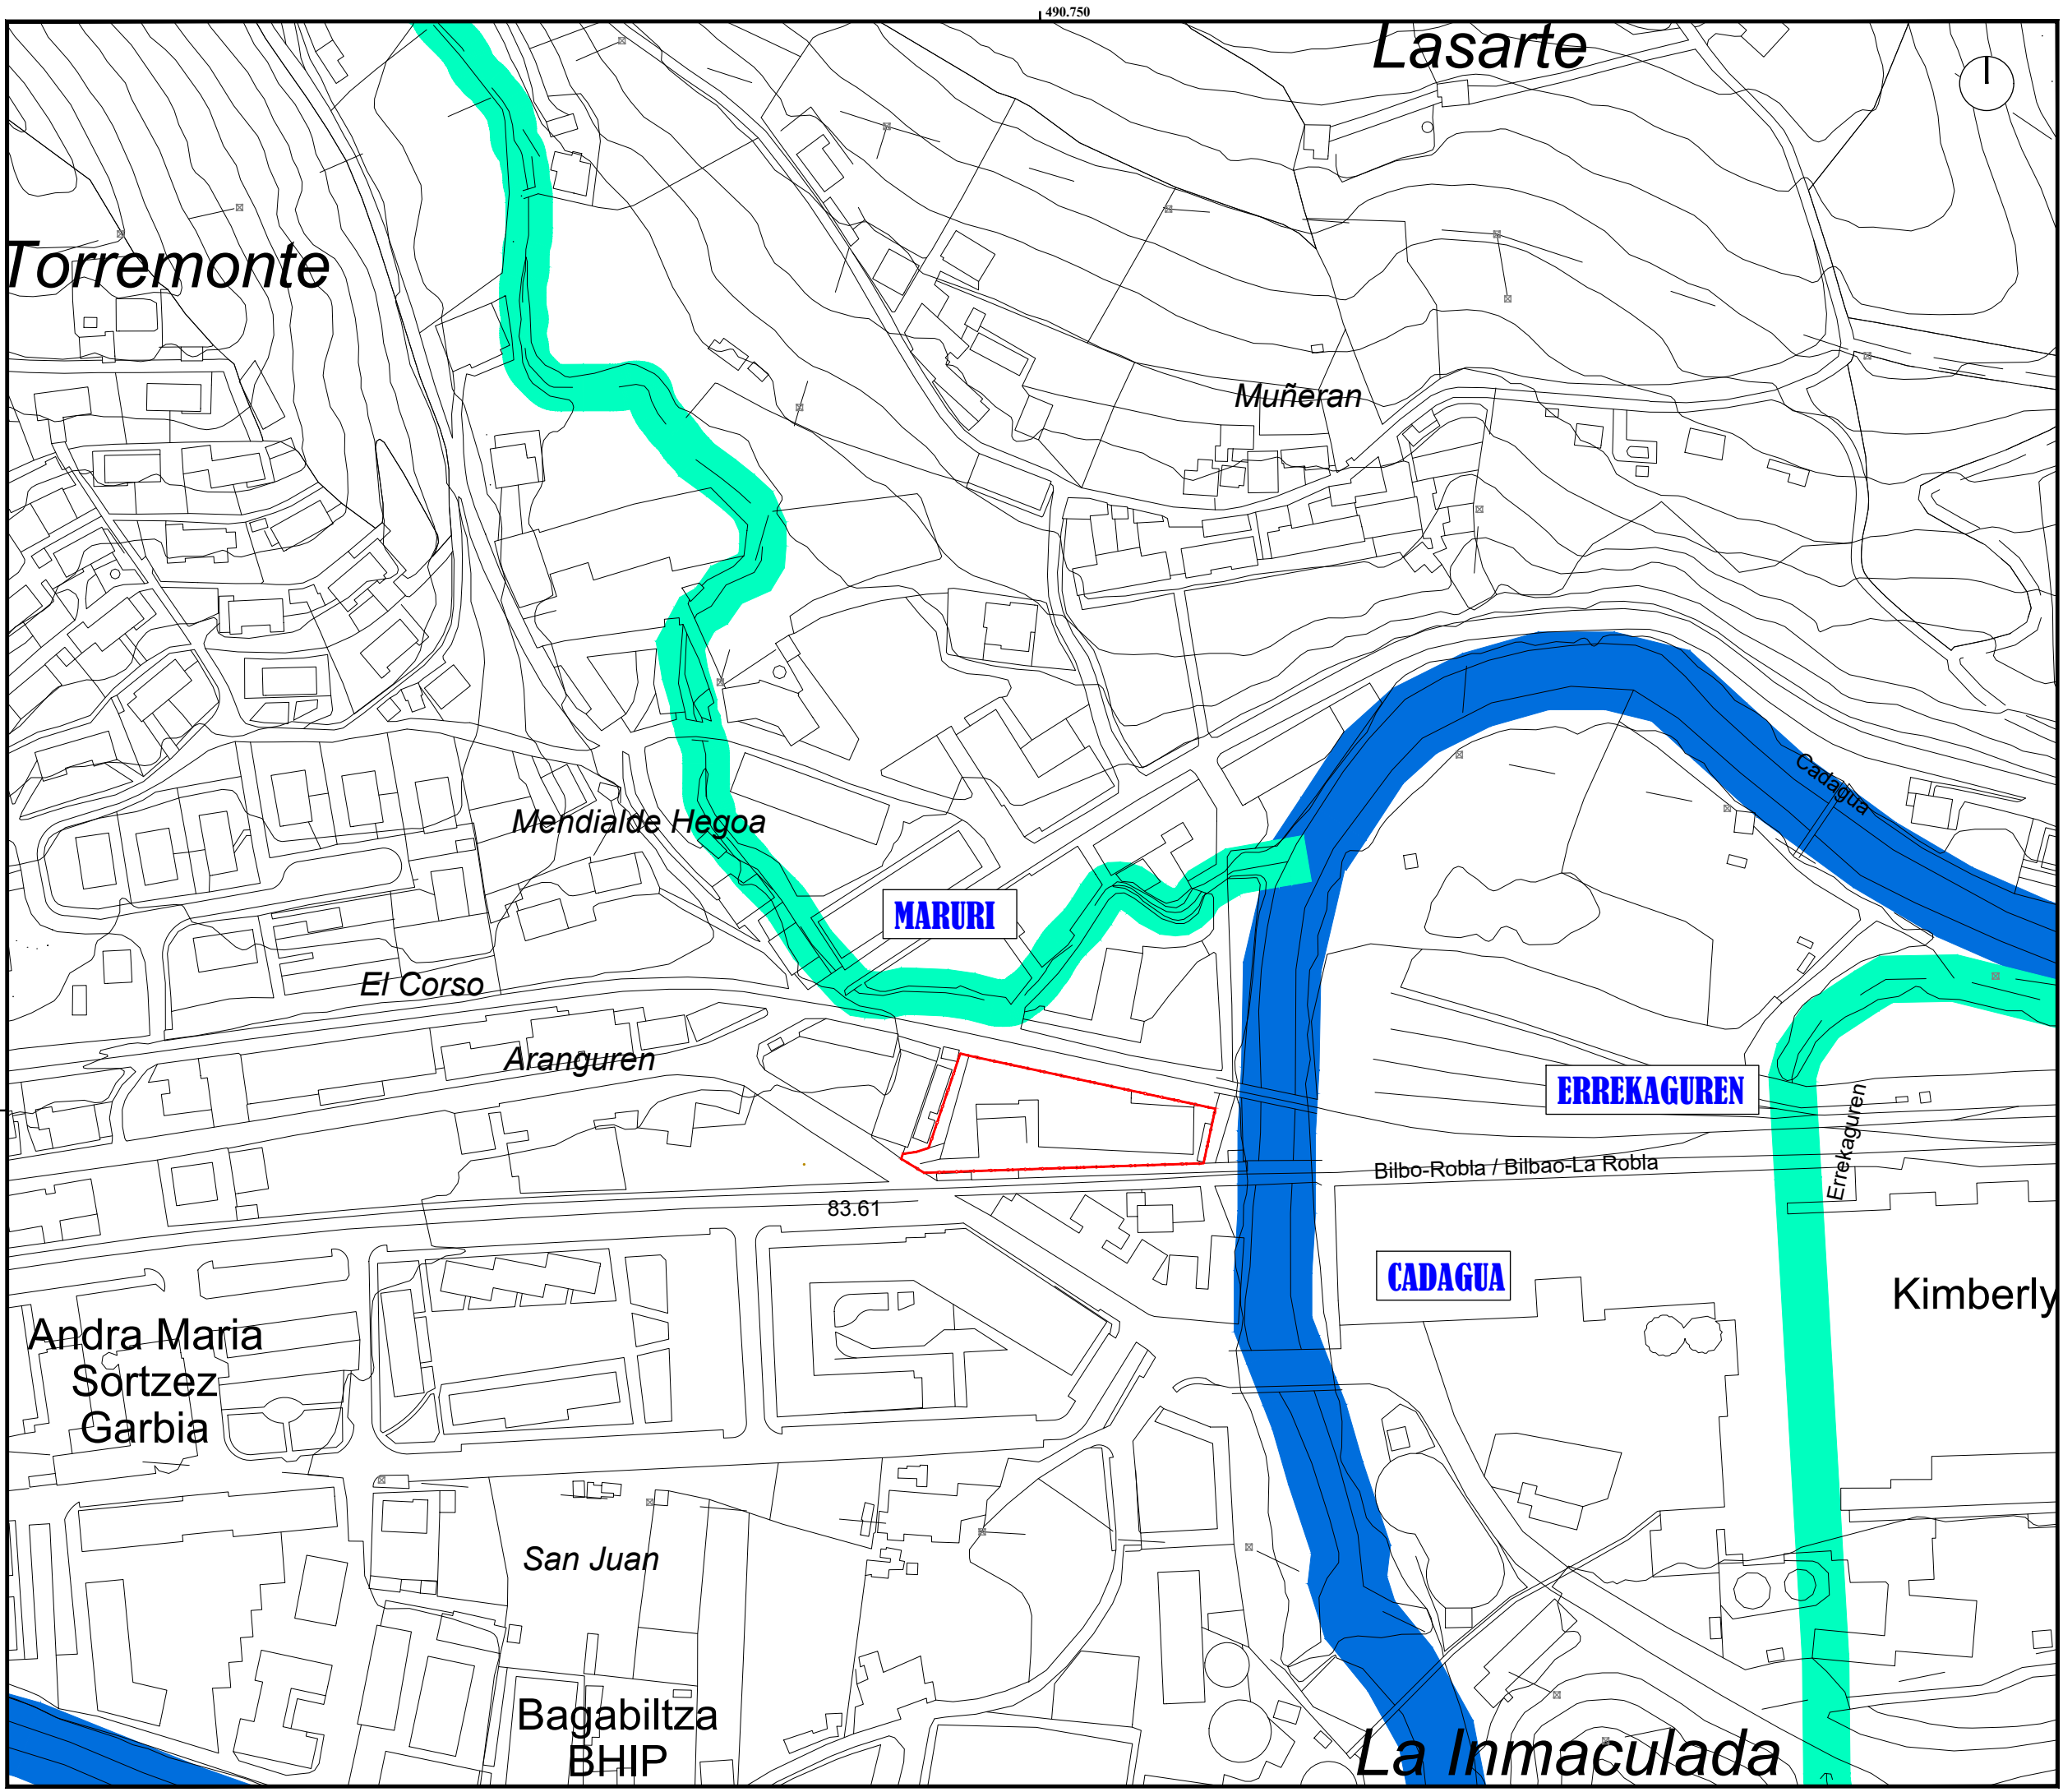 490.750
Lasarte
Torremonte
Muñeran
Cadagua
Mendialde Hegoa
MARURI
El Corso
Aranguren
ERREKAGUREN
Errekaguren
Bilbo-Robla / Bilbao-La Robla
83.61
CADAGUA
Kimberly
Andra Maria
Sortzez
Garbia
San Juan
Bagabiltza
BHIP
La Inmaculada